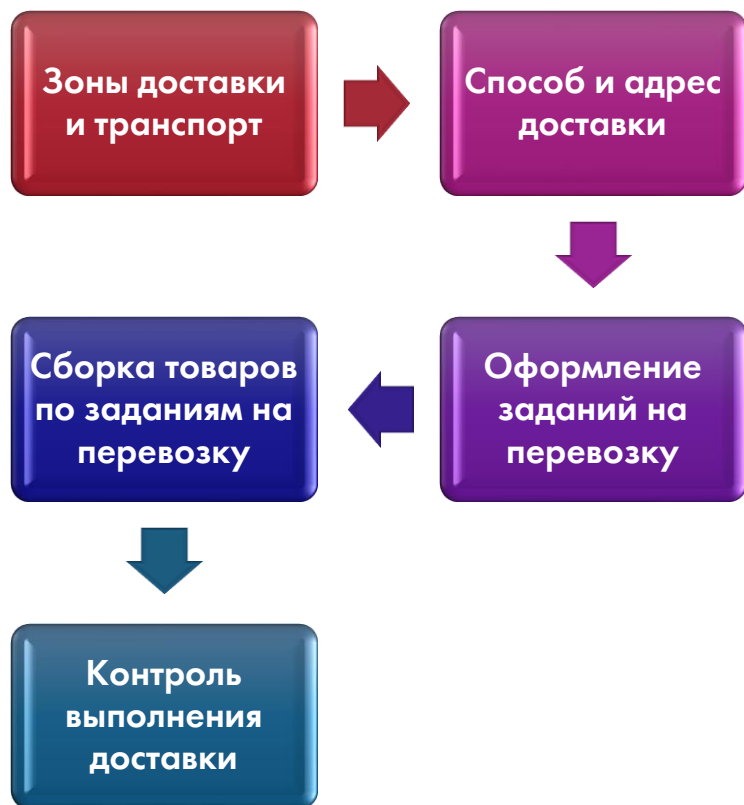 Зоны доставки
и транспорт
Способ и адрес
доставки
Оформление
заданий на
перевозку
Сборка товаров
по заданиям на
перевозку
Контроль
выполнения
доставки